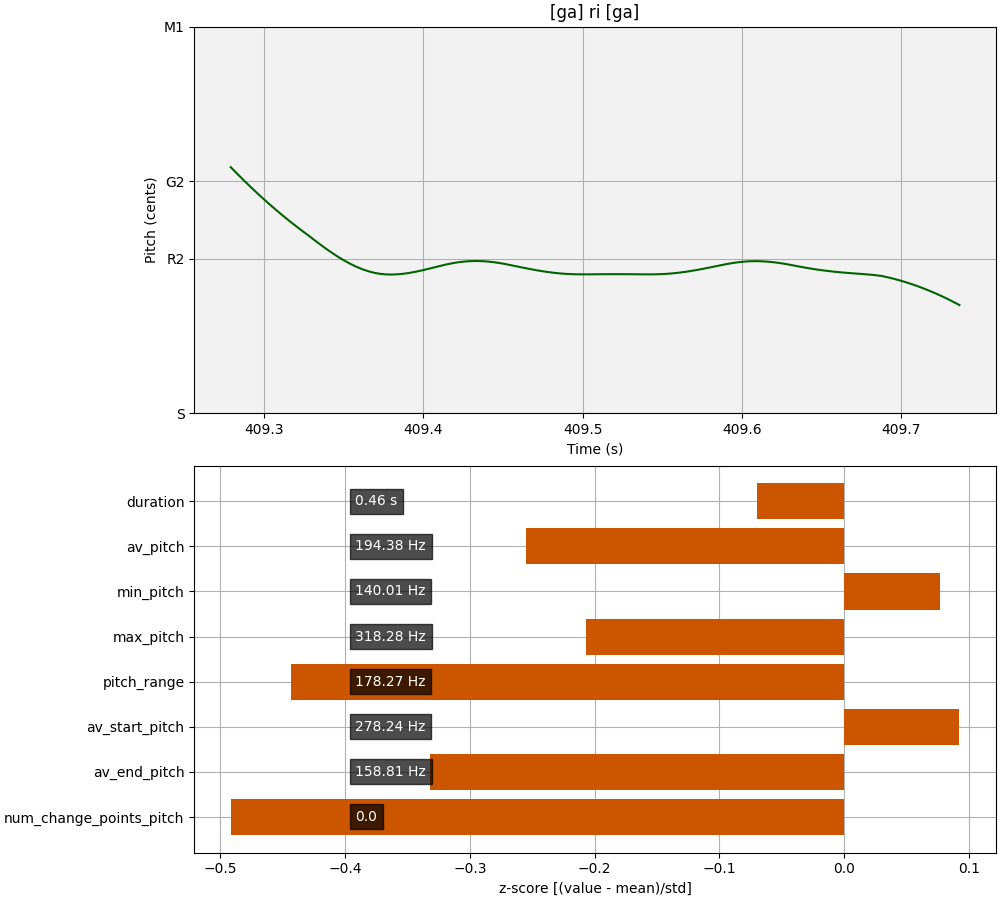 [ga] ri [ga]
M1
G2
R2
S
Pitch (cents)
409.3 409.4 409.5 409.6 409.7
Time (s)
duration 0.46 s
av_pitch 194.38 Hz
min_pitch 140.01 Hz
max_pitch 318.28 Hz
pitch_range 178.27 Hz
av_start_pitch 278.24 Hz
av_end_pitch 158.81 Hz
num_change_points_pitch 0.0
−0.5 −0.4 −0.3 −0.2 −0.1 0.0 0.1
z-score [(value - mean)/std]